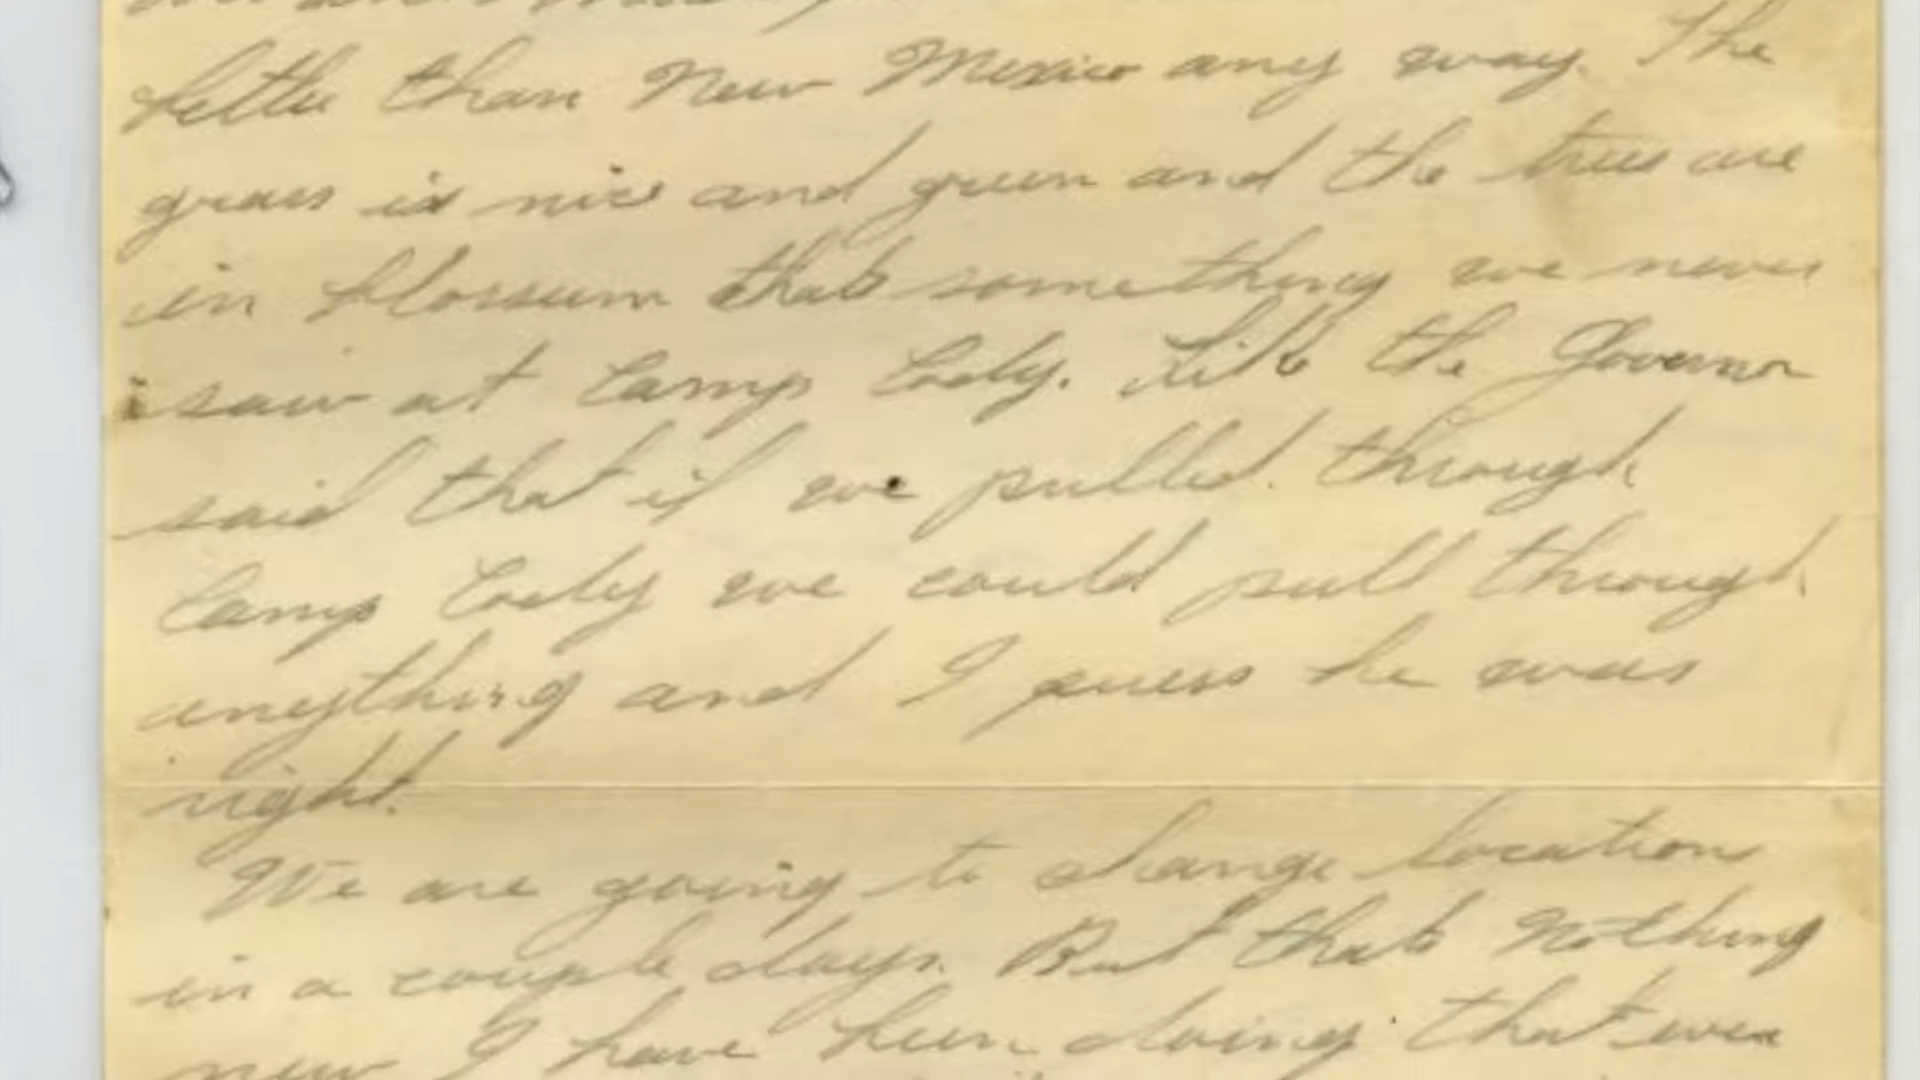 better than New Mexico any way. The
grass is nice and green and the trees are
in blossum that something we never
saw at Camp Cody. Like the Governor
said that if we pulled through
Camp Cody we could pull through
anything and I guess he was
right.
We are going to change locations
in a couple days. But that nothing
new I have been doing that ever